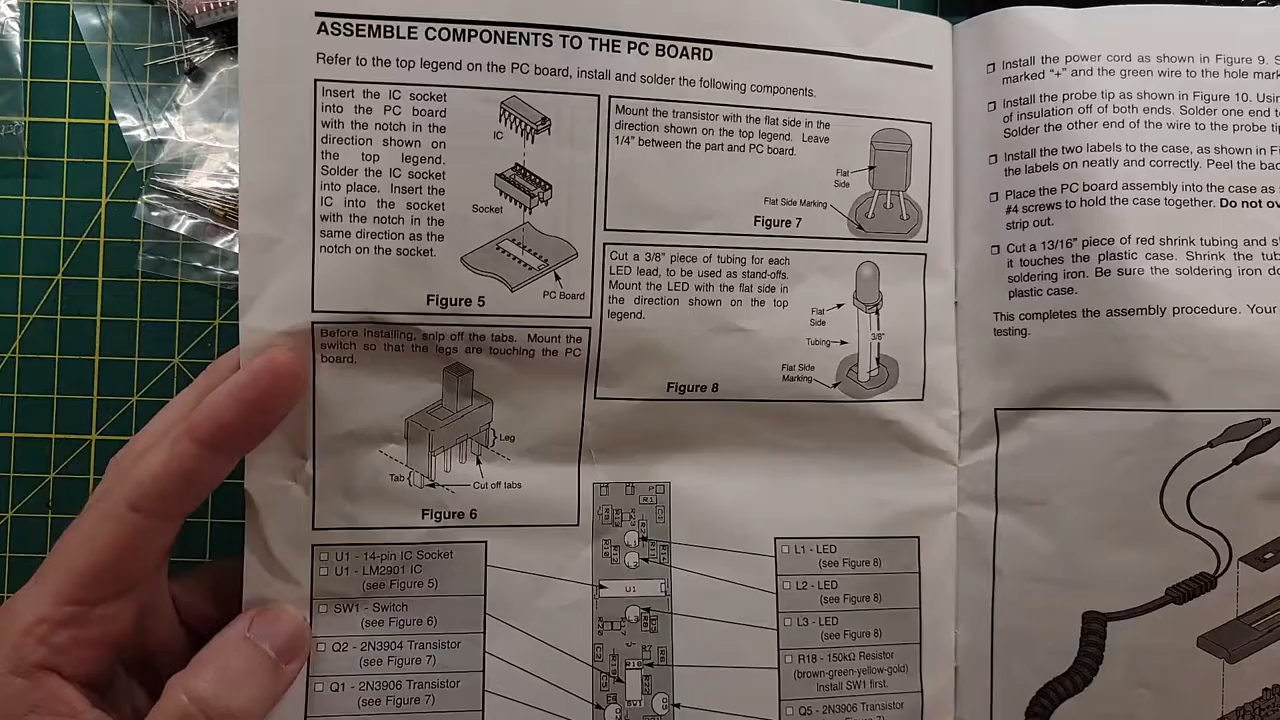 ASSEMBLE COMPONENTS TO THE PC BOARD
Refer to the top legend on the PC board, install and solder the following components.
Insert the IC socket
into the PC board
with the notch in the
direction shown on
the top legend.
Solder the IC socket
into place. Insert the
IC into the socket
with the notch in the
same direction as the
notch on the socket.
IC
Socket
PC Board
Figure 5
Mount the transistor with the flat side in the
direction shown on the top legend. Leave
1/4" between the part and PC board.
Flat
Side
Flat Side Marking
Figure 7
Cut a 3/8" piece of tubing for each
LED lead, to be used as stand-offs.
Mount the LED with the flat side in
the direction shown on the top
legend.
Flat
Side
Tubing
3/8"
Flat Side
Marking
Figure 8
Before installing, snip off the tabs. Mount the
switch so that the legs are touching the PC
board.
Leg
Tab
Cut off tabs
Figure 6
U1 - 14-pin IC Socket
U1 - LM2901 IC
(see Figure 5)
SW1 - Switch
(see Figure 6)
Q2 - 2N3904 Transistor
(see Figure 7)
Q1 - 2N3906 Transistor
(see Figure 7)
P
R1
L1
L2
U1
L3
R18
SW1
L1 - LED
(see Figure 8)
L2 - LED
(see Figure 8)
L3 - LED
(see Figure 8)
R18 - 150kΩ Resistor
(brown-green-yellow-gold)
Install SW1 first.
Q5 - 2N3906 Transistor
Install the power cord as shown in Figure 9. S
marked "+" and the green wire to the hole mar
Install the probe tip as shown in Figure 10. Usin
of insulation off of both ends. Solder one end t
Solder the other end of the wire to the probe ti
Install the two labels to the case, as shown in Fi
the labels on neatly and correctly. Peel the bac
Place the PC board assembly into the case as
#4 screws to hold the case together. Do not ov
strip out.
Cut a 13/16" piece of red shrink tubing and s
it touches the plastic case. Shrink the tub
soldering iron. Be sure the soldering iron do
plastic case.
This completes the assembly procedure. Your
testing.